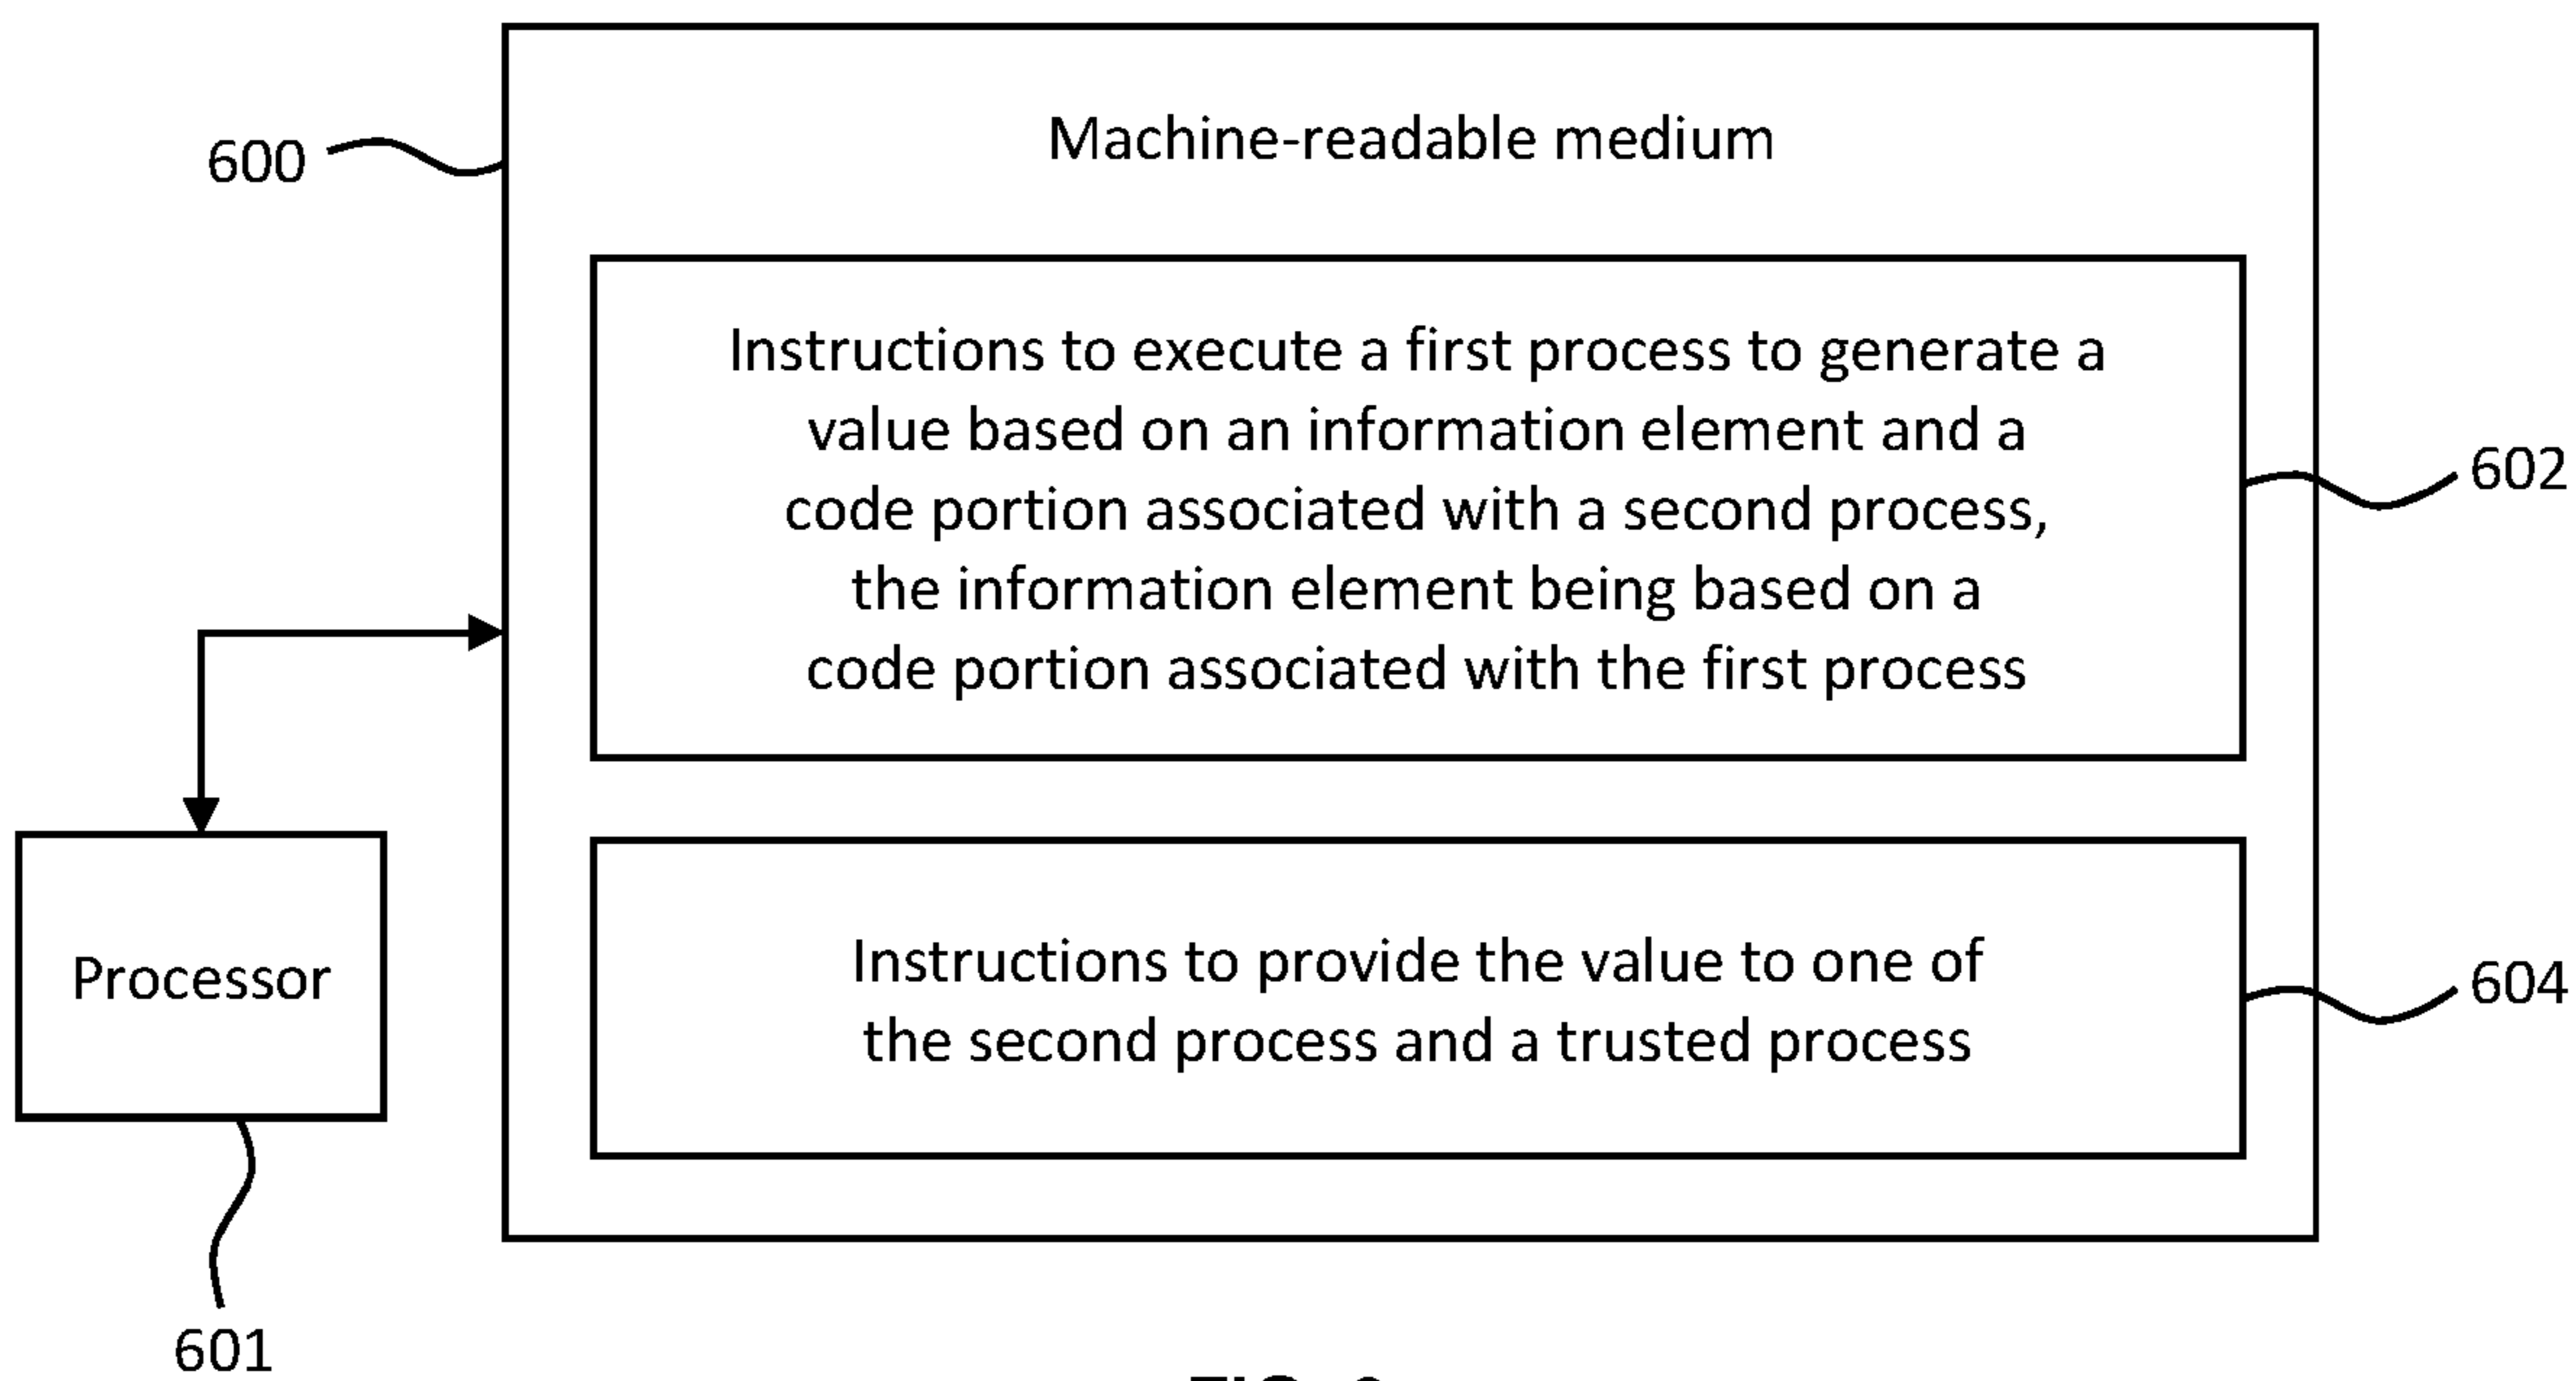 Machine-readable medium
600
Instructions to execute a first process to generate a
value based on an information element and a
code portion associated with a second process,
the information element being based on a
code portion associated with the first process
602
Instructions to provide the value to one of
the second process and a trusted process
604
Processor
601